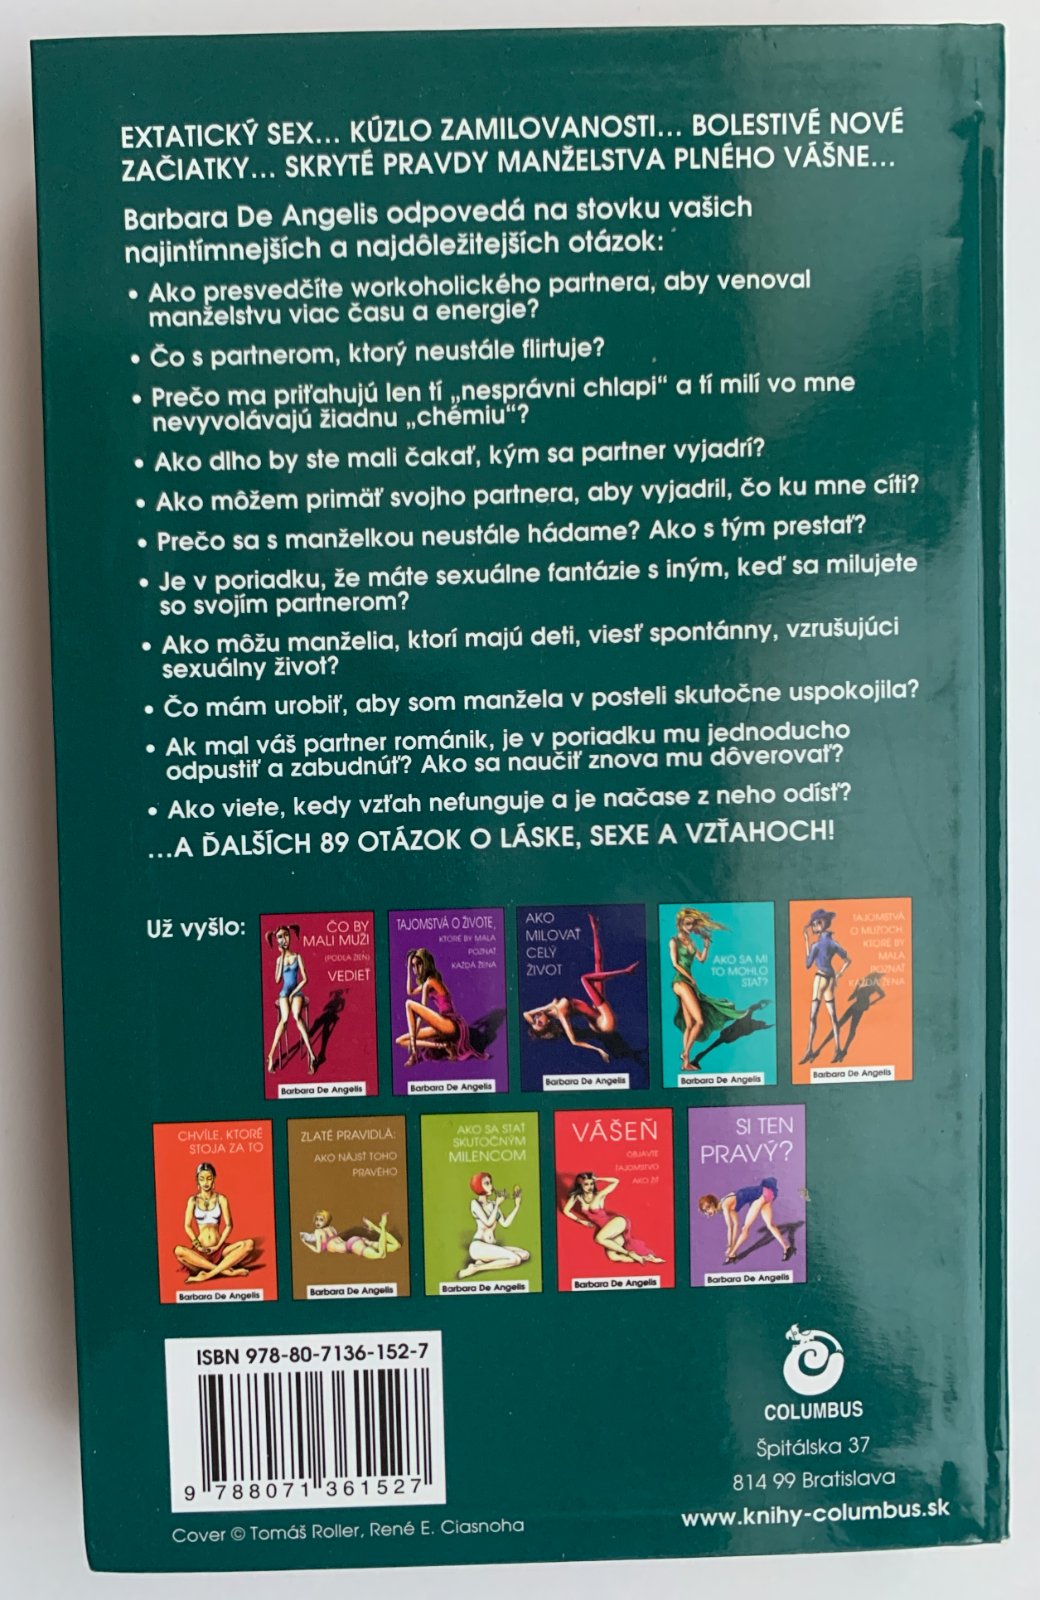 EXTATICKÝ SEX... KÚZLO ZAMILOVANOSTI... BOLESTIVÉ NOVÉ
ZAČIATKY... SKRYTÉ PRAVDY MANŽELSTVA PLNÉHO VÁŠNE...
Barbara De Angelis odpovedá na stovku vašich
najintímnejších a najdôležitejších otázok:
• Ako presvedčíte workoholického partnera, aby venoval
manželstvu viac času a energie?
• Čo s partnerom, ktorý neustále flirtuje?
• Prečo ma priťahujú len tí „nesprávni chlapi“ a tí milí vo mne
nevyvolávajú žiadnu „chémiu“?
• Ako dlho by ste mali čakať, kým sa partner vyjadrí?
• Ako môžem primäť svojho partnera, aby vyjadril, čo ku mne cíti?
• Prečo sa s manželkou neustále hádame? Ako s tým prestať?
• Je v poriadku, že máte sexuálne fantázie s iným, keď sa milujete
so svojím partnerom?
• Ako môžu manželia, ktorí majú deti, viesť spontánny, vzrušujúci
sexuálny život?
• Čo mám urobiť, aby som manžela v posteli skutočne uspokojila?
• Ak mal váš partner románik, je v poriadku mu jednoducho
odpustiť a zabudnúť? Ako sa naučiť znova mu dôverovať?
• Ako viete, kedy vzťah nefunguje a je načase z neho odísť?
...A ĎALŠÍCH 89 OTÁZOK O LÁSKE, SEXE A VZŤAHOCH!
Už vyšlo:
ČO BY
MALI MUŽI
(PODĽA ŽIEN)
VEDIEŤ
Barbara De Angelis
TAJOMSTVÁ O ŽIVOTE,
KTORÉ BY MALA
POZNAŤ
KAŽDÁ ŽENA
Barbara De Angelis
AKO
MILOVAŤ
CELÝ
ŽIVOT
Barbara De Angelis
AKO SA MI
TO MOHLO
STAŤ?
Barbara De Angelis
TAJOMSTVÁ
O MUŽOCH,
KTORÉ BY
MALA
POZNAŤ
KAŽDÁ ŽENA
Barbara De Angelis
CHVÍLE, KTORÉ
STOJA ZA TO
Barbara De Angelis
ZLATÉ PRAVIDLÁ:
AKO NÁJSŤ TOHO
PRAVÉHO
Barbara De Angelis
AKO SA STAŤ
SKUTOČNÝM
MILENCOM
Barbara De Angelis
VÁŠEŇ
OBJAVTE
TAJOMSTVO
AKO ŽIŤ
Barbara De Angelis
SI TEN
PRAVÝ?
Barbara De Angelis
ISBN 978-80-7136-152-7
9 788071 361527
COLUMBUS
Špitálska 37
814 99 Bratislava
www.knihy-columbus.sk
Cover © Tomáš Roller, René E. Ciasnoha